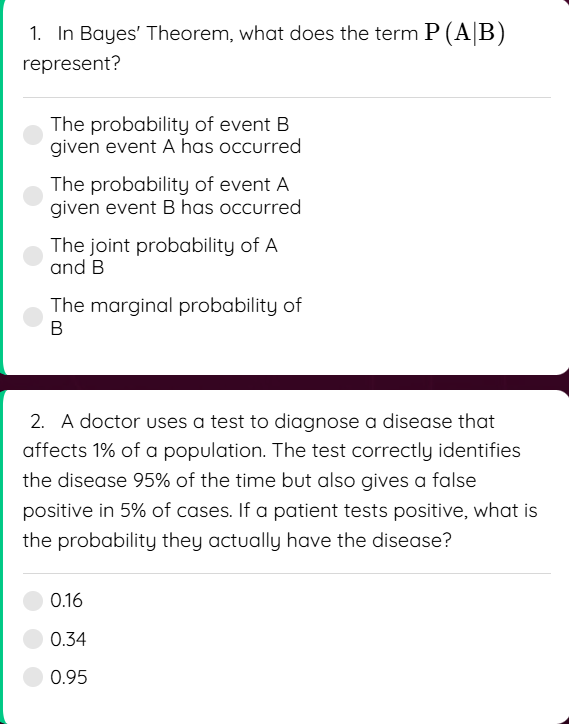 1. In Bayes' Theorem, what does the term P(A|B)
represent?
The probability of event B
given event A has occurred
The probability of event A
given event B has occurred
The joint probability of A
and B
The marginal probability of
B
2. A doctor uses a test to diagnose a disease that
affects 1% of a population. The test correctly identifies
the disease 95% of the time but also gives a false
positive in 5% of cases. If a patient tests positive, what is
the probability they actually have the disease?
0.16
0.34
0.95